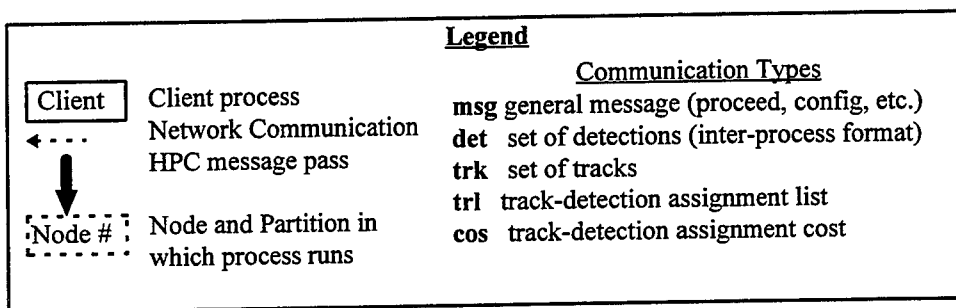 Legend
Client
Client process
Network Communication
HPC message pass
Node #
Node and Partition in
which process runs
Communication Types
msg general message (proceed, config, etc.)
det set of detections (inter-process format)
trk set of tracks
trl track-detection assignment list
cos track-detection assignment cost